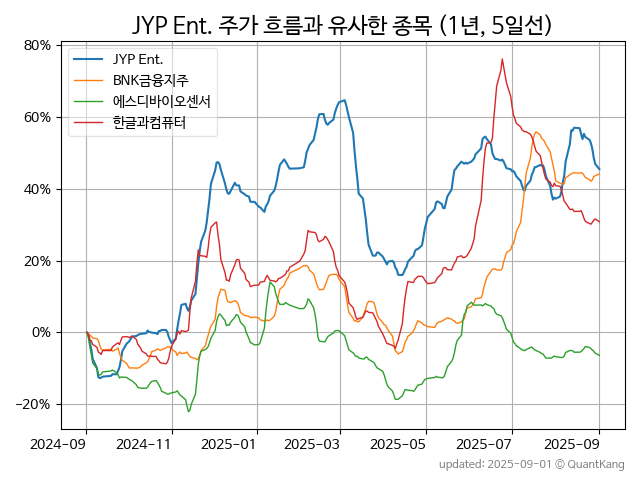 JYP Ent. 주가 흐름과 유사한 종목 (1년, 5일선)
80%
60%
40%
20%
0%
−20%
JYP Ent.
BNK금융지주
에스디바이오센서
한글과컴퓨터
2024-09
2024-11
2025-01
2025-03
2025-05
2025-07
2025-09
updated: 2025-09-01 © QuantKang